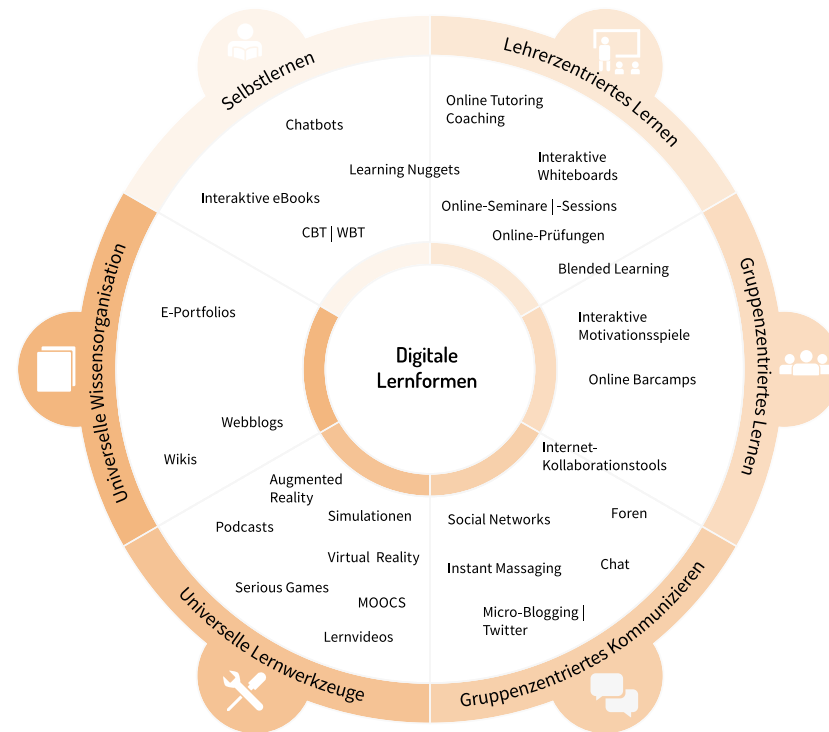 Selbstlernen
Chatbots
Learning Nuggets
Interaktive eBooks
CBT | WBT
Lehrerzentriertes Lernen
Online Tutoring
Coaching
Interaktive
Whiteboards
Online-Seminare | -Sessions
Online-Prüfungen
Blended Learning
Gruppenzentriertes Lernen
Interaktive
Motivationsspiele
Online Barcamps
Internet-
Kollaborationstools
Gruppenzentriertes Kommunizieren
Social Networks
Foren
Instant Massaging
Chat
Micro-Blogging |
Twitter
Universelle Lernwerkzeuge
Augmented
Reality
Simulationen
Podcasts
Virtual Reality
Serious Games
MOOCS
Lernvideos
Universelle Wissensorganisation
E-Portfolios
Webblogs
Wikis
Digitale
Lernformen